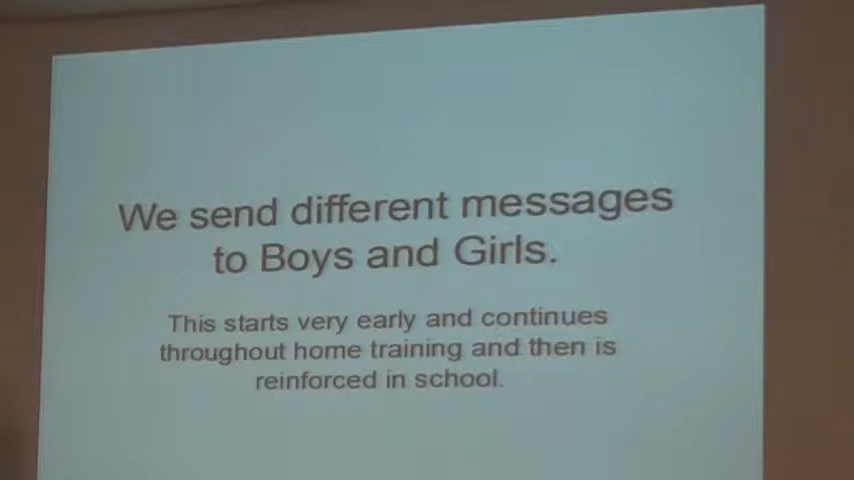 We send different messages
to Boys and Girls.
This starts very early and continues
throughout home training and then is
reinforced in school.